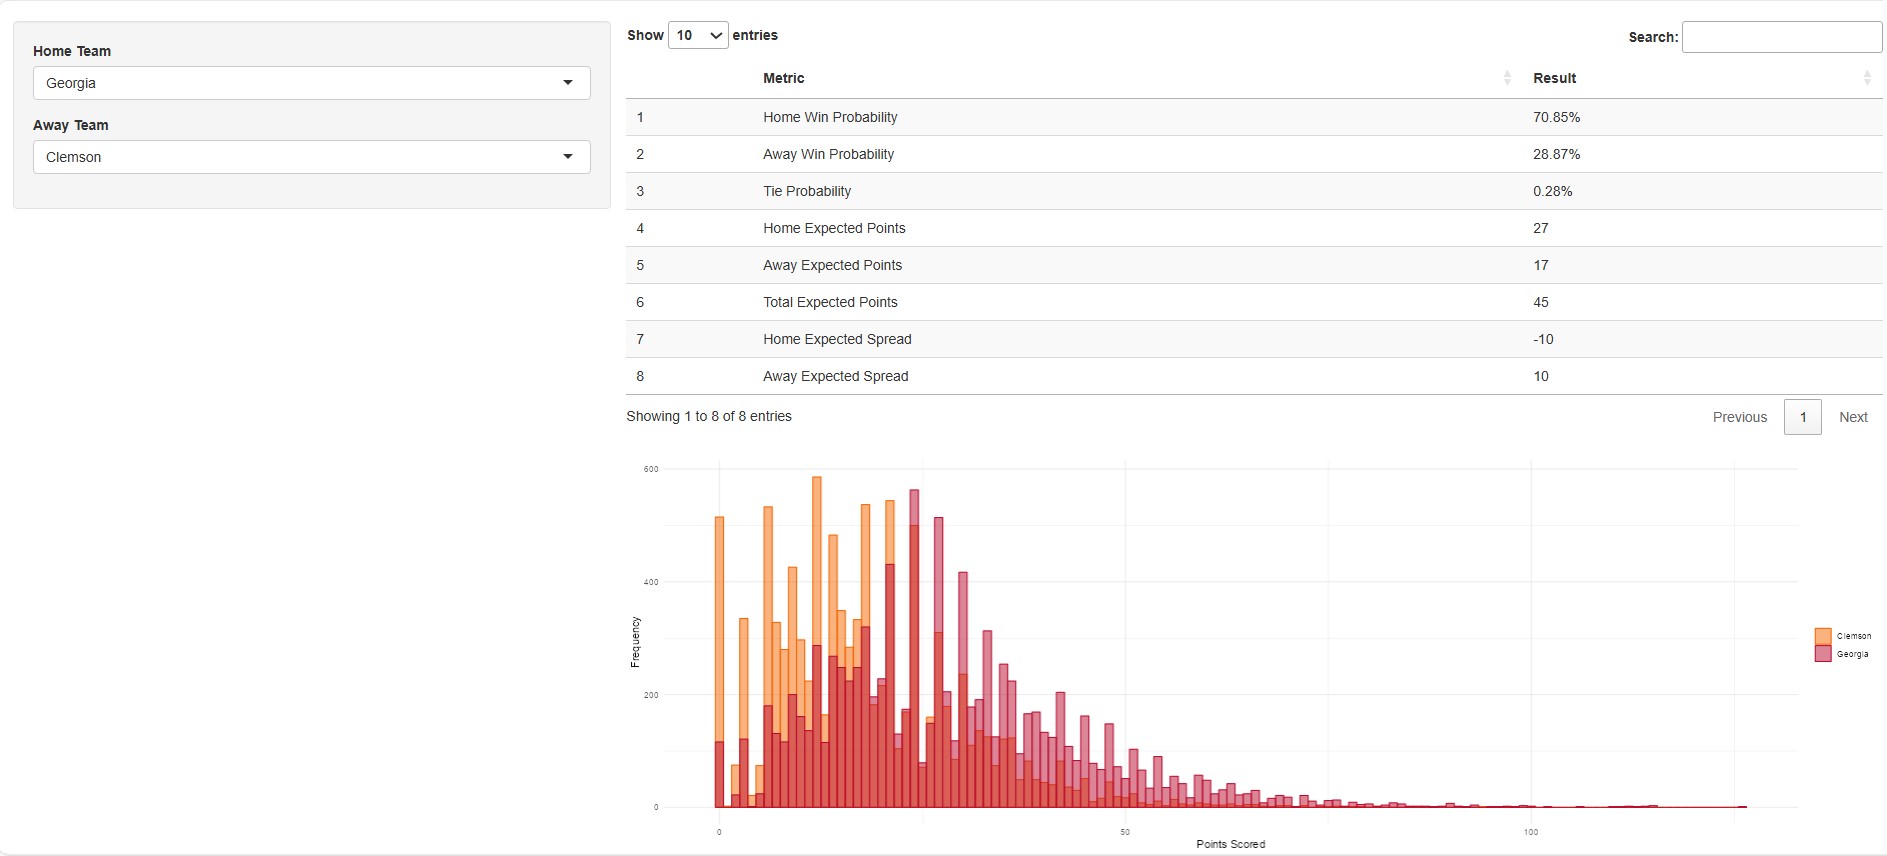 Home Team
Georgia
Away Team
Clemson
Show 10 entries
Search:
Metric Result
1 Home Win Probability 70.85%
2 Away Win Probability 28.87%
3 Tie Probability 0.28%
4 Home Expected Points 27
5 Away Expected Points 17
6 Total Expected Points 45
7 Home Expected Spread -10
8 Away Expected Spread 10
Showing 1 to 8 of 8 entries
Previous 1 Next
600
400
200
0
Frequency
0 50 100
Points Scored
Clemson
Georgia